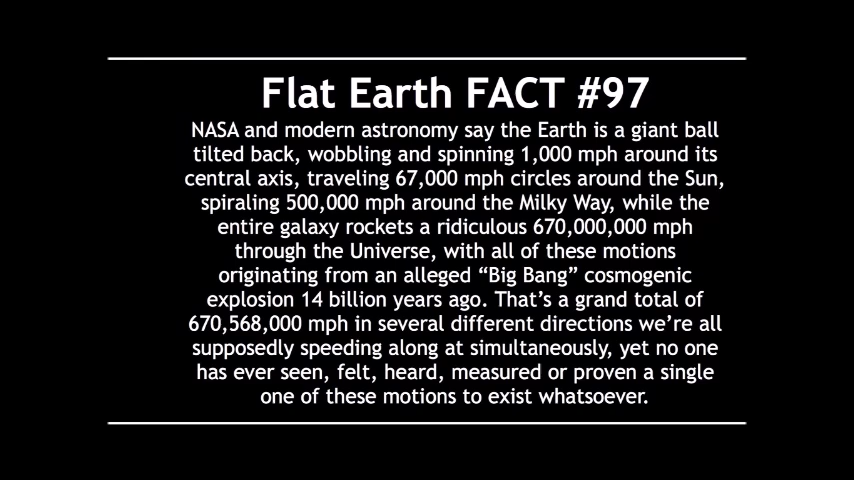 Flat Earth FACT #97
NASA and modern astronomy say the Earth is a giant ball
tilted back, wobbling and spinning 1,000 mph around its
central axis, traveling 67,000 mph circles around the Sun,
spiraling 500,000 mph around the Milky Way, while the
entire galaxy rockets a ridiculous 670,000,000 mph
through the Universe, with all of these motions
originating from an alleged “Big Bang” cosmogenic
explosion 14 billion years ago. That’s a grand total of
670,568,000 mph in several different directions we’re all
supposedly speeding along at simultaneously, yet no one
has ever seen, felt, heard, measured or proven a single
one of these motions to exist whatsoever.